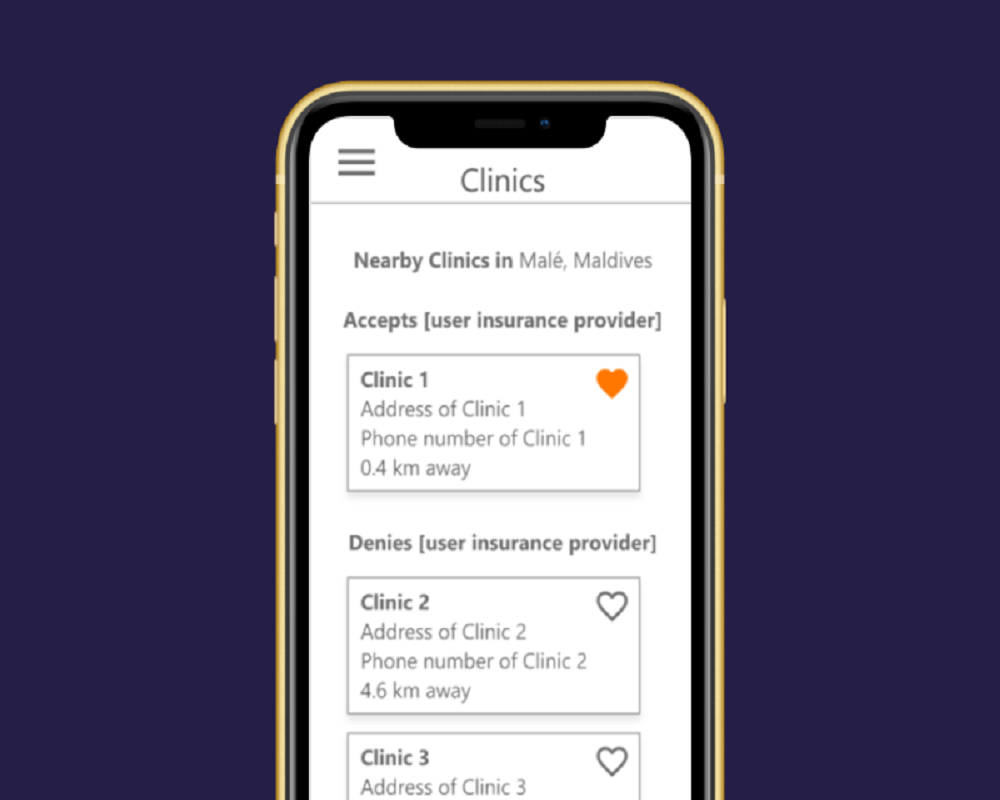 Clinics
Nearby Clinics in Malé, Maldives
Accepts [user insurance provider]
Clinic 1
Address of Clinic 1
Phone number of Clinic 1
0.4 km away
Denies [user insurance provider]
Clinic 2
Address of Clinic 2
Phone number of Clinic 2
4.6 km away
Clinic 3
Address of Clinic 3